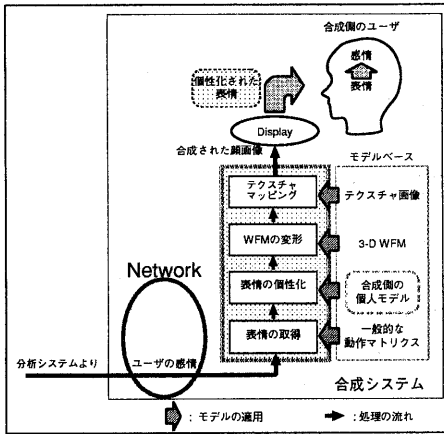 合成側のユーザ
感情
表情
個性化された
表情
Display
合成された顔画像
モデルベース
テクスチャ
マッピング
テクスチャ画像
WFMの変形
3-D WFM
Network
表情の個性化
合成側の
個人モデル
表情の取得
一般的な
動作マトリクス
分析システムより
ユーザの感情
合成システム
: モデルの適用
: 処理の流れ